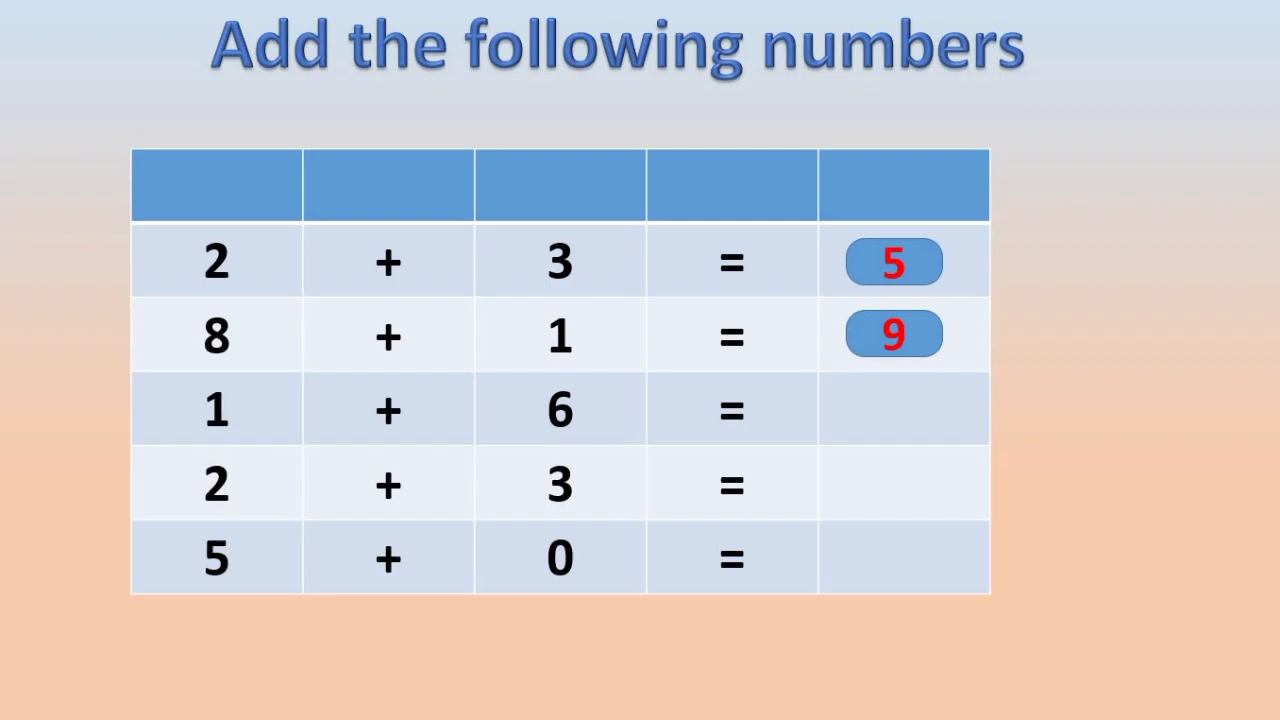 Add the following numbers
2 + 3 = 5
8 + 1 = 9
1 + 6 =
2 + 3 =
5 + 0 =